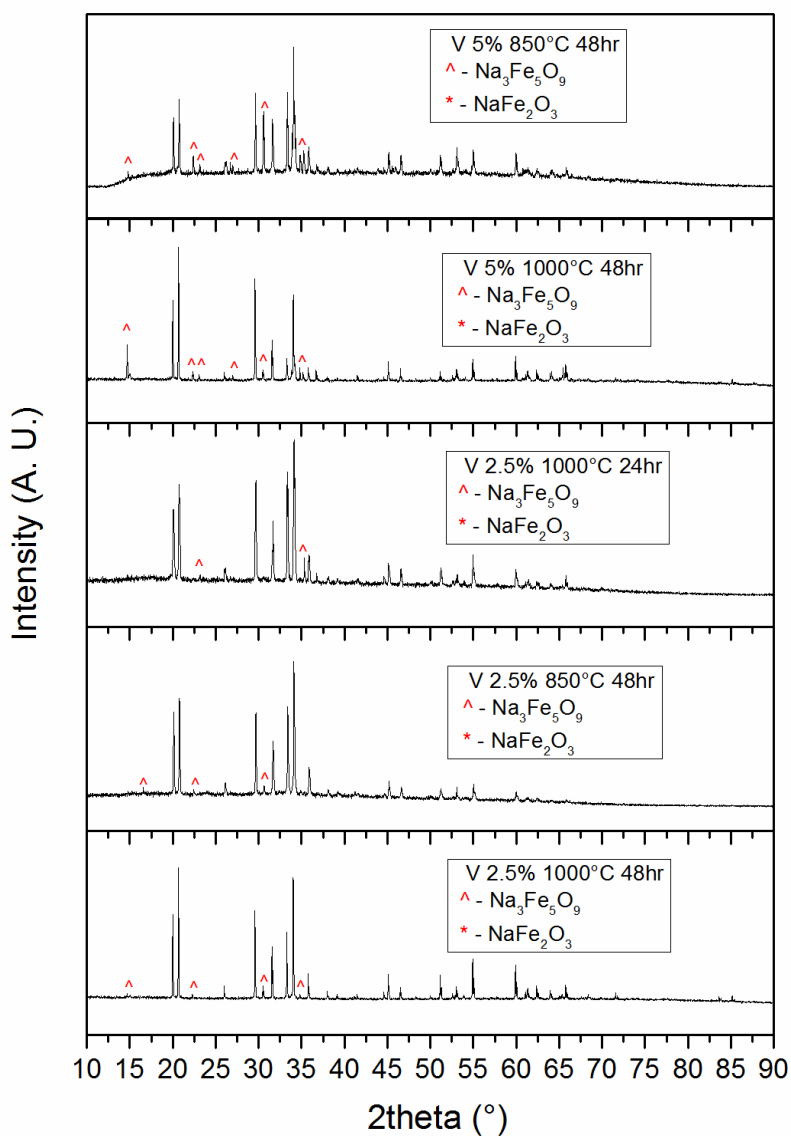 V 5% 850°C 48hr
^ - Na₃Fe₅O₉
* - NaFe₂O₃
^ ^ ^ ^ ^ ^
V 5% 1000°C 48hr
^ - Na₃Fe₅O₉
* - NaFe₂O₃
^ ^ ^ ^ ^ ^
V 2.5% 1000°C 24hr
^ - Na₃Fe₅O₉
* - NaFe₂O₃
^ ^
V 2.5% 850°C 48hr
^ - Na₃Fe₅O₉
* - NaFe₂O₃
^ ^ ^
V 2.5% 1000°C 48hr
^ - Na₃Fe₅O₉
* - NaFe₂O₃
^ ^ ^ ^
Intensity (A. U.)
10 15 20 25 30 35 40 45 50 55 60 65 70 75 80 85 90
2theta (°)